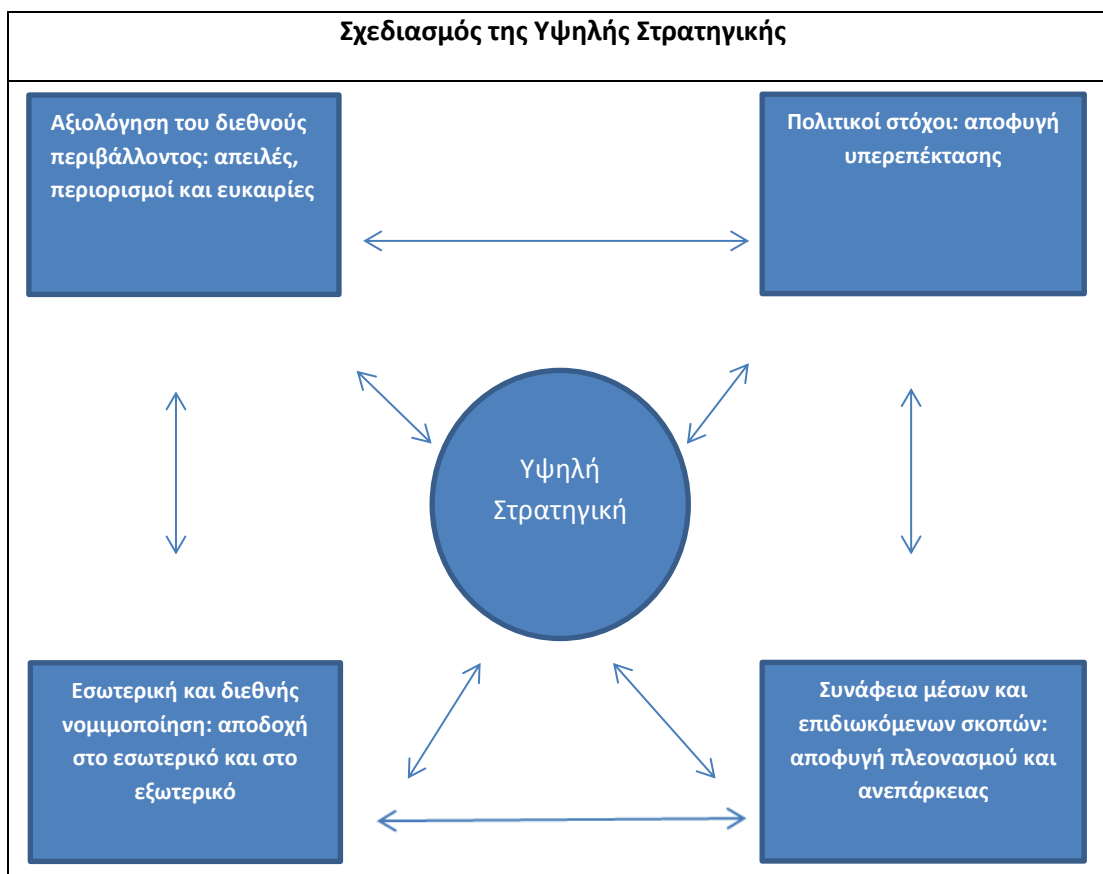 Σχεδιασμός της Υψηλής Στρατηγικής
Αξιολόγηση του διεθνούς
περιβάλλοντος: απειλές,
περιορισμοί και ευκαιρίες
Πολιτικοί στόχοι: αποφυγή
υπερεπέκτασης
Υψηλή
Στρατηγική
Εσωτερική και διεθνής
νομιμοποίηση: αποδοχή
στο εσωτερικό και στο
εξωτερικό
Συνάφεια μέσων και
επιδιωκόμενων σκοπών:
αποφυγή πλεονασμού και
ανεπάρκειας